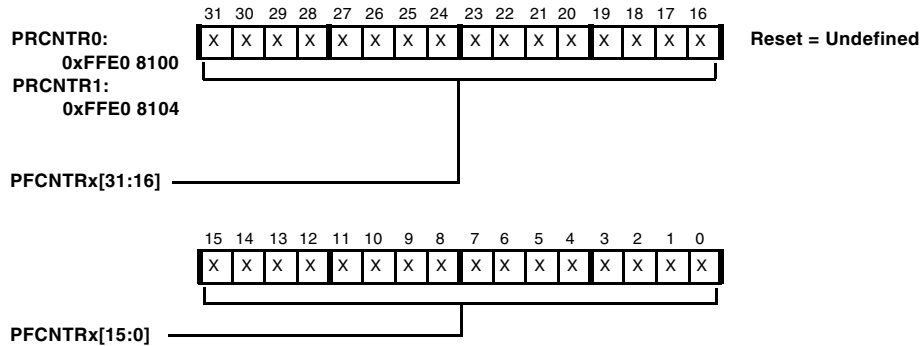 31 30 29 28 27 26 25 24 23 22 21 20 19 18 17 16
PRCNTR0: X X X X X X X X X X X X X X X X Reset = Undefined
0xFFE0 8100
PRCNTR1:
0xFFE0 8104
PFCNTRx[31:16]
15 14 13 12 11 10 9 8 7 6 5 4 3 2 1 0
X X X X X X X X X X X X X X X X
PFCNTRx[15:0]